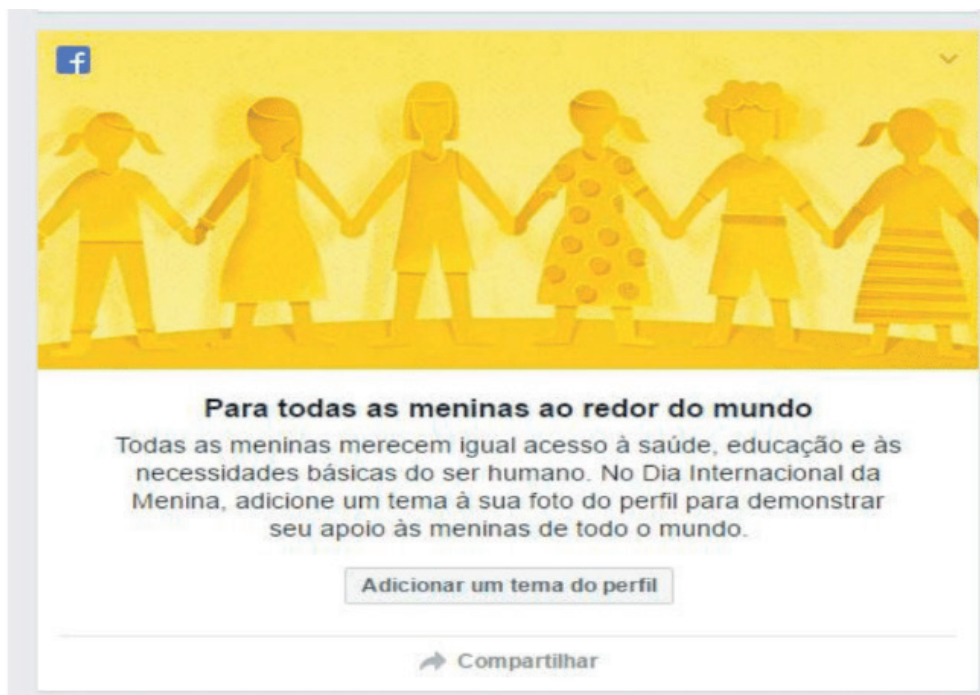 f
Para todas as meninas ao redor do mundo
Todas as meninas merecem igual acesso à saúde, educação e às
necessidades básicas do ser humano. No Dia Internacional da
Menina, adicione um tema à sua foto do perfil para demonstrar
seu apoio às meninas de todo o mundo.
Adicionar um tema do perfil
Compartilhar